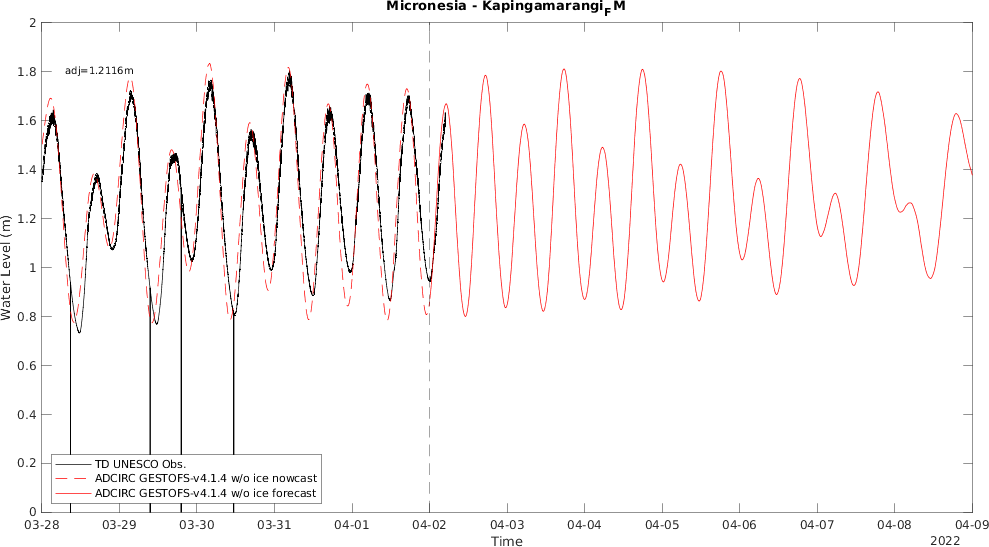 Micronesia - KapingamarangiFM
adj=1.2116m
2
1.8
1.6
1.4
1.2
1
0.8
0.6
0.4
0.2
0
Water Level (m)
TD UNESCO Obs.
ADCIRC GESTOFS-v4.1.4 w/o ice nowcast
ADCIRC GESTOFS-v4.1.4 w/o ice forecast
03-28 03-29 03-30 03-31 04-01 04-02 04-03 04-04 04-05 04-06 04-07 04-08 04-09
Time
2022